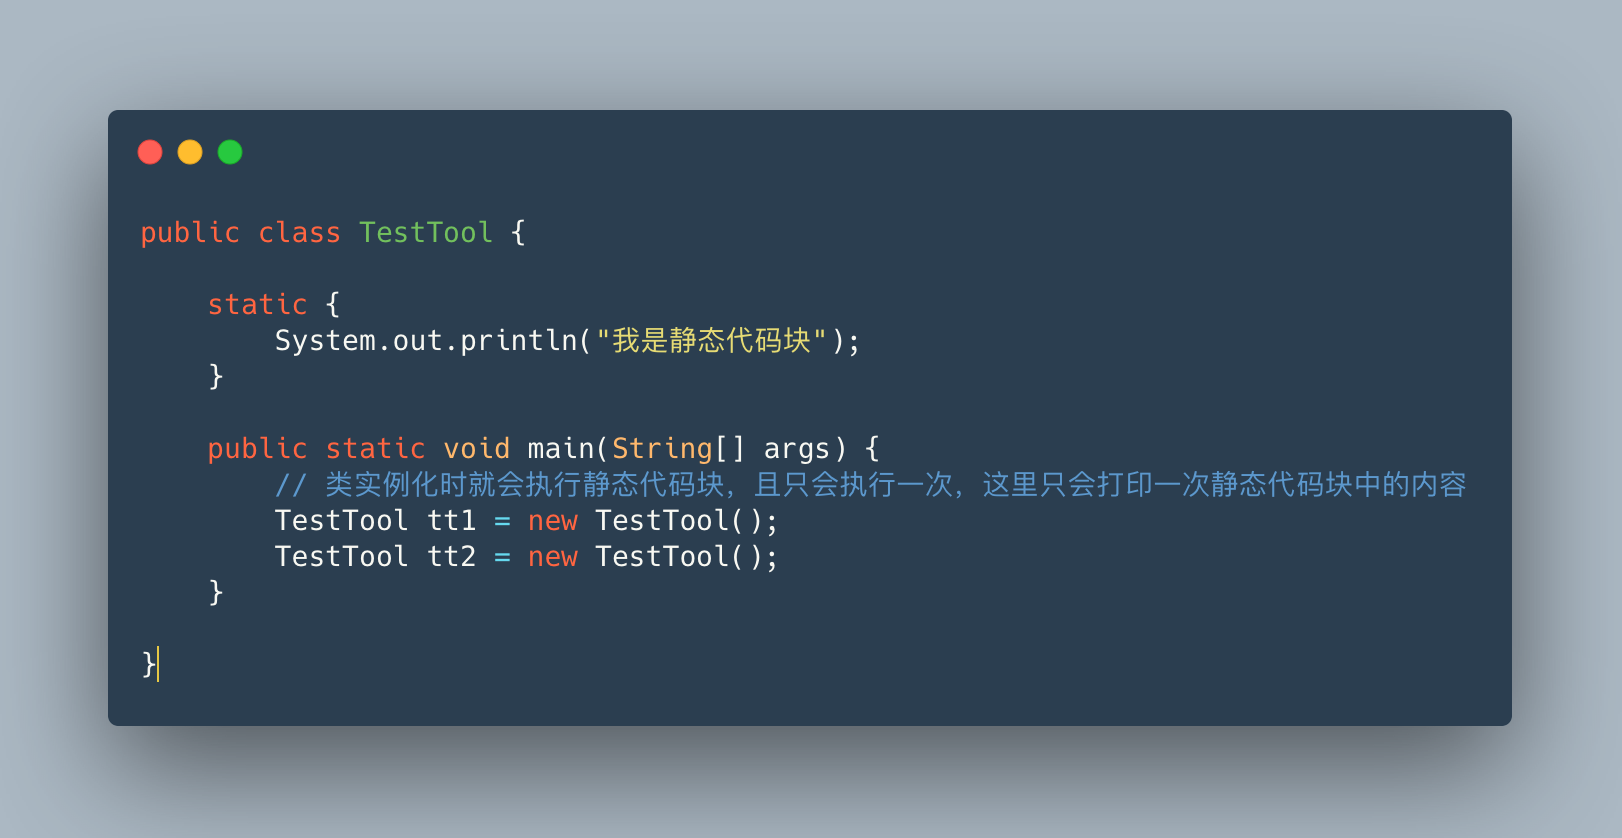 public class TestTool {
    static {
        System.out.println("我是静态代码块");
    }
    public static void main(String[] args) {
        // 类实例化时就会执行静态代码块，且只会执行一次，这里只会打印一次静态代码块中的内容
        TestTool tt1 = new TestTool();
        TestTool tt2 = new TestTool();
    }
}